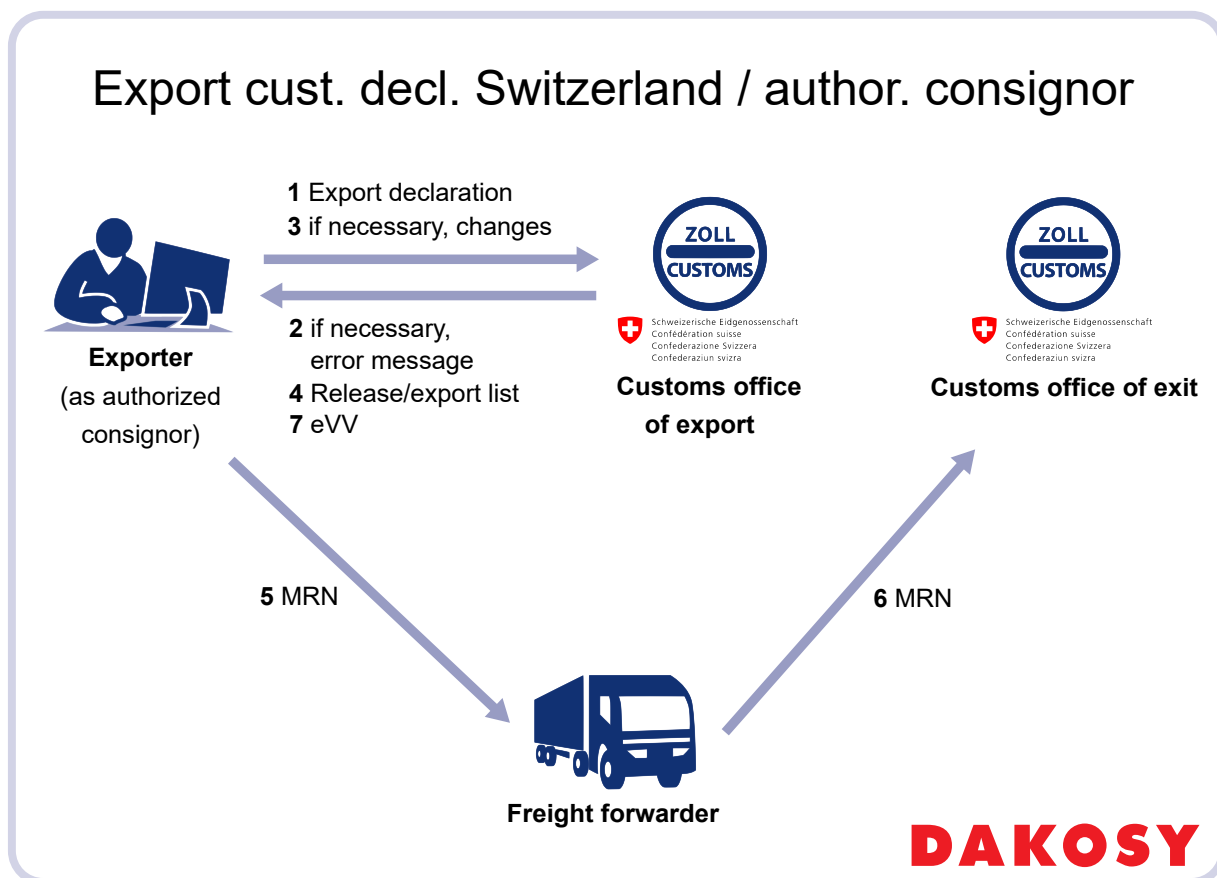 Export cust. decl. Switzerland / author. consignor
1 Export declaration
3 if necessary, changes
2 if necessary,
error message
4 Release/export list
7 eVV
Exporter
(as authorized
consignor)
ZOLL
CUSTOMS
Schweizerische Eidgenossenschaft
Confédération suisse
Confederazione Svizzera
Confederaziun svizra
Customs office
of export
ZOLL
CUSTOMS
Schweizerische Eidgenossenschaft
Confédération suisse
Confederazione Svizzera
Confederaziun svizra
Customs office of exit
5 MRN
6 MRN
Freight forwarder
DAKOSY